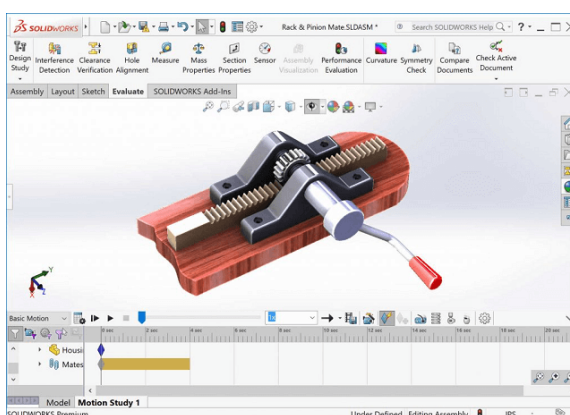 SOLIDWORKS
Rack & Pinion Mate.SLDASM *
Search SOLIDWORKS Help
Design Study
Interference Detection
Clearance Verification
Hole Alignment
Measure
Mass Properties
Section Properties
Sensor
Assembly Visualization
Performance Evaluation
Curvature
Symmetry Check
Compare Documents
Check Active Document
Assembly Layout Sketch Evaluate SOLIDWORKS Add-Ins
Basic Motion
1x
0 sec 2 sec 4 sec 6 sec 8 sec 10 sec 12 sec 14 sec 16 sec 18 sec 20 sec
Housi
Mates
Model Motion Study 1
SOLIDWORKS Premium
Under Defined Editing Assembly IPS